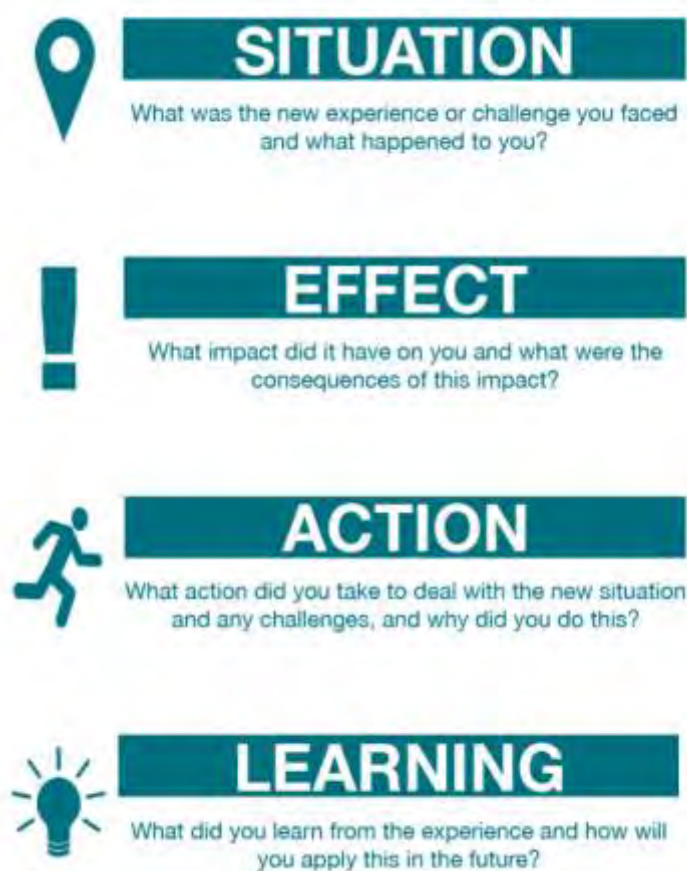 SITUATION
What was the new experience or challenge you faced
and what happened to you?
EFFECT
What impact did it have on you and what were the
consequences of this impact?
ACTION
What action did you take to deal with the new situation
and any challenges, and why did you do this?
LEARNING
What did you learn from the experience and how will
you apply this in the future?